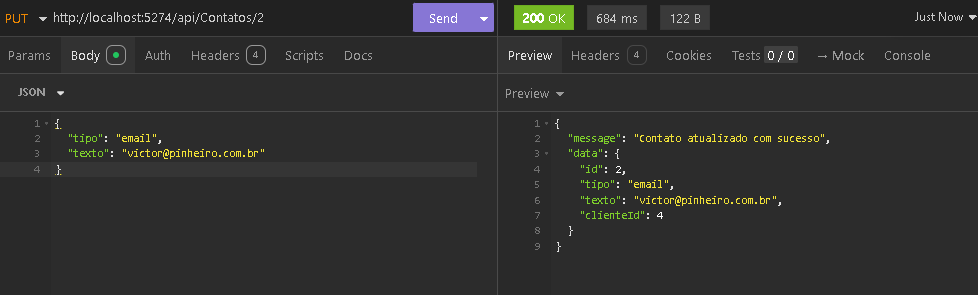 PUT http://localhost:5274/api/Contatos/2 Send 200 OK 684 ms 122 B Just Now
Params Body Auth Headers 4 Scripts Docs
Preview Headers 4 Cookies Tests 0 / 0 → Mock Console
JSON
Preview
1 {
2 "tipo": "email",
3 "texto": "victor@pinheiro.com.br"
4 }
1 {
2 "message": "Contato atualizado com sucesso",
3 "data": {
4 "id": 2,
5 "tipo": "email",
6 "texto": "victor@pinheiro.com.br",
7 "clienteId": 4
8 }
9 }